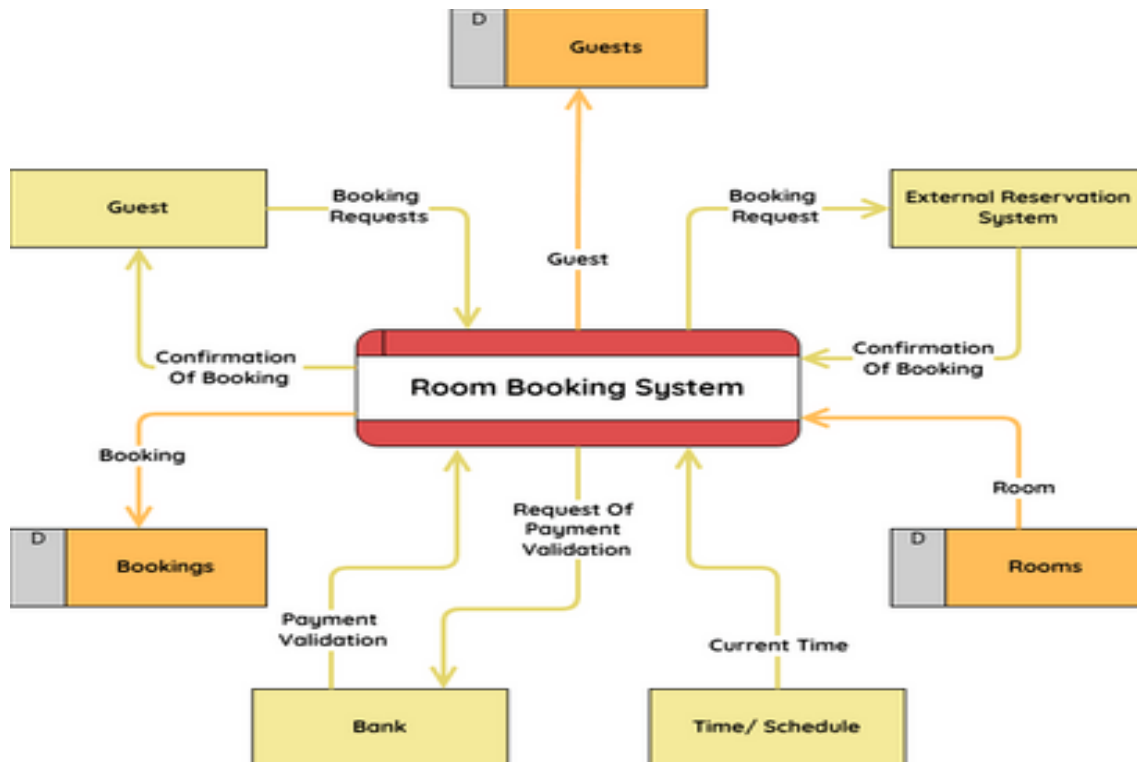 D
Guests
Guest
Booking
Requests
Booking
Request
External Reservation
System
Guest
Confirmation
Of Booking
Room Booking System
Confirmation
Of Booking
Booking
Request Of
Payment
Validation
Room
D
Bookings
D
Rooms
Payment
Validation
Current Time
Bank
Time/ Schedule